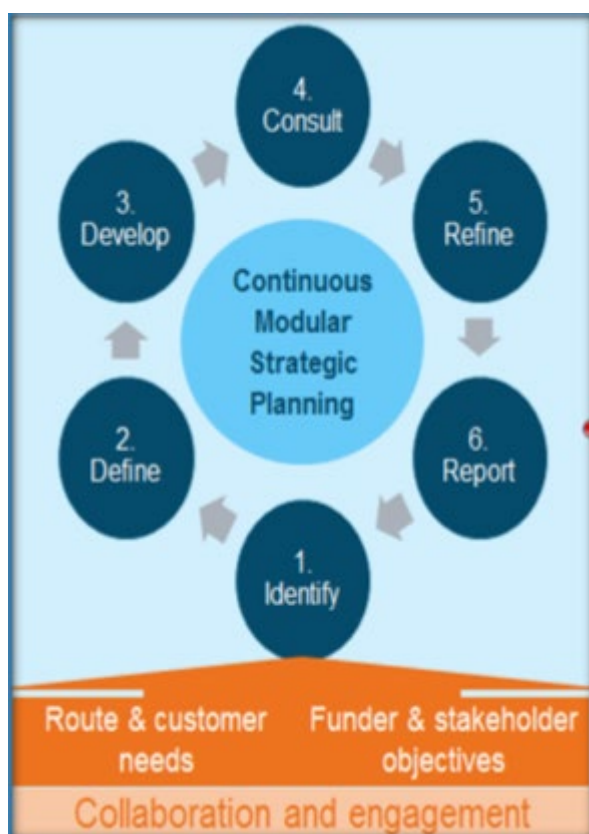 4.
Consult
3.
Develop
5.
Refine
Continuous
Modular
Strategic
Planning
2.
Define
6.
Report
1.
Identify
Route & customer
needs
Funder & stakeholder
objectives
Collaboration and engagement